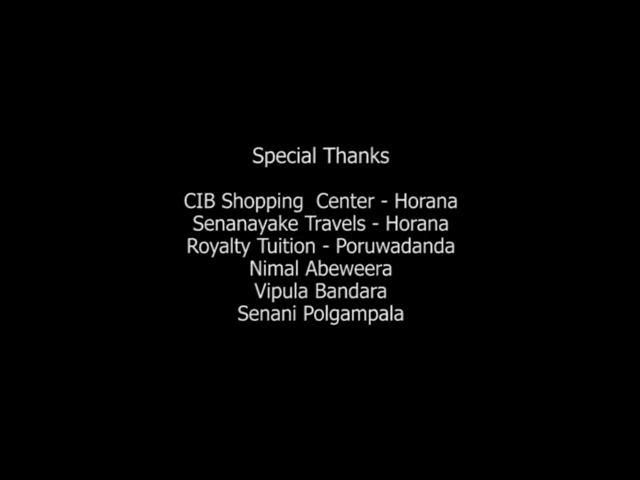 Special Thanks
CIB Shopping  Center - Horana
Senanayake Travels - Horana
Royalty Tuition - Poruwadanda
Nimal Abeweera
Vipula Bandara
Senani Polgampala